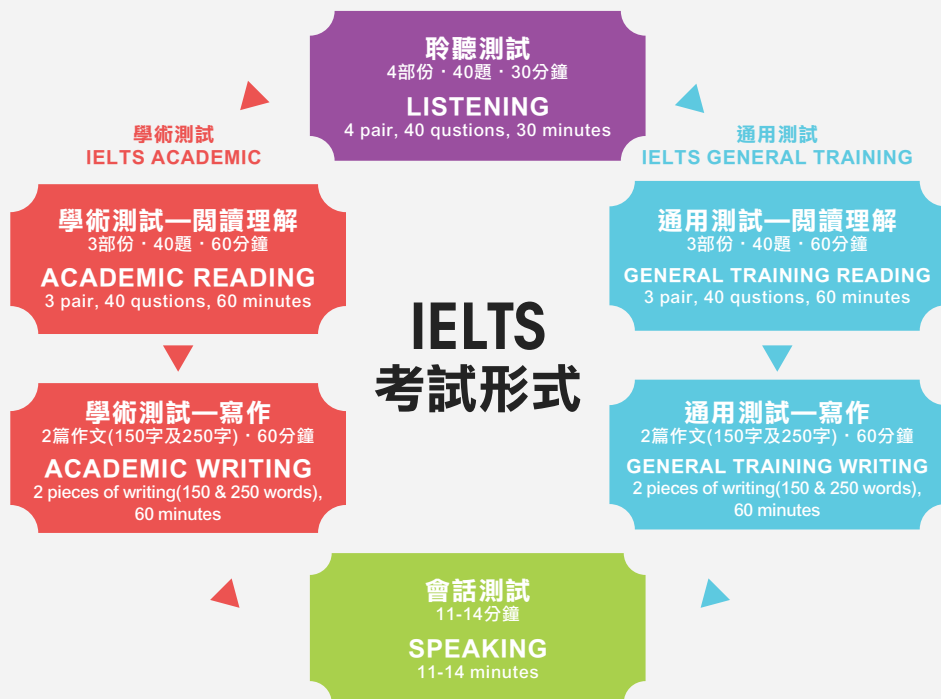 聆聽測試
4部份．40題．30分鐘
LISTENING
4 pair, 40 qustions, 30 minutes
學術測試
IELTS ACADEMIC
通用測試
IELTS GENERAL TRAINING
學術測試—閱讀理解
3部份．40題．60分鐘
ACADEMIC READING
3 pair, 40 qustions, 60 minutes
通用測試—閱讀理解
3部份．40題．60分鐘
GENERAL TRAINING READING
3 pair, 40 qustions, 60 minutes
IELTS
考試形式
學術測試—寫作
2篇作文(150字及250字)．60分鐘
ACADEMIC WRITING
2 pieces of writing(150 & 250 words),
60 minutes
通用測試—寫作
2篇作文(150字及250字)．60分鐘
GENERAL TRAINING WRITING
2 pieces of writing(150 & 250 words),
60 minutes
會話測試
11-14分鐘
SPEAKING
11-14 minutes